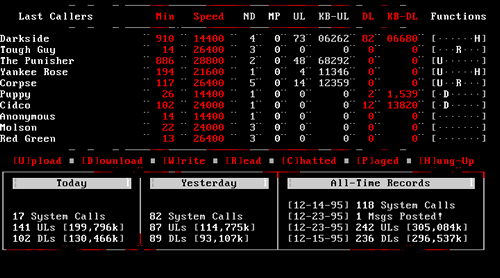 Last Callers Min Speed ND MP UL KB-UL DL KB-DL Functions
Darkside 910 14400 4 0 73 06262 82 06680 [······H]
Tough Guy 14 26400 3 0 0 0 0 0 [···R···]
The Punisher 886 28800 2 0 48 68292 0 0 [U······H]
Yankee Rose 194 21600 1 0 4 11346 0 0 [U······H]
Corpse 117 26400 5 0 14 12359 0 0 [U··R···]
Puppy 26 14400 1 0 0 0 2 1,539 [·D·····]
Cidco 102 24000 1 0 0 0 12 13820 [·D·····]
Anonymous 14 14400 1 0 0 0 0 0 [·······]
Molson 22 24000 3 0 0 0 0 0 [·······]
Red Green 13 26400 3 0 0 0 0 0 [·······]
[U]pload ■ [D]ownload ■ [W]rite ■ [R]ead ■ [C]hatted ■ [P]aged ■ [H]ung-Up
[ Today ] [ Yesterday ] [ All-Time Records ]
[12-14-95] 118 System Calls
17 System Calls 82 System Calls [12-23-95] 1 Msgs Posted!
141 ULs [199,796k] 87 ULs [114,775k] [12-23-95] 242 ULs [305,084k]
102 DLs [130,466k] 89 DLs [93,107k] [12-15-95] 236 DLs [296,537k]